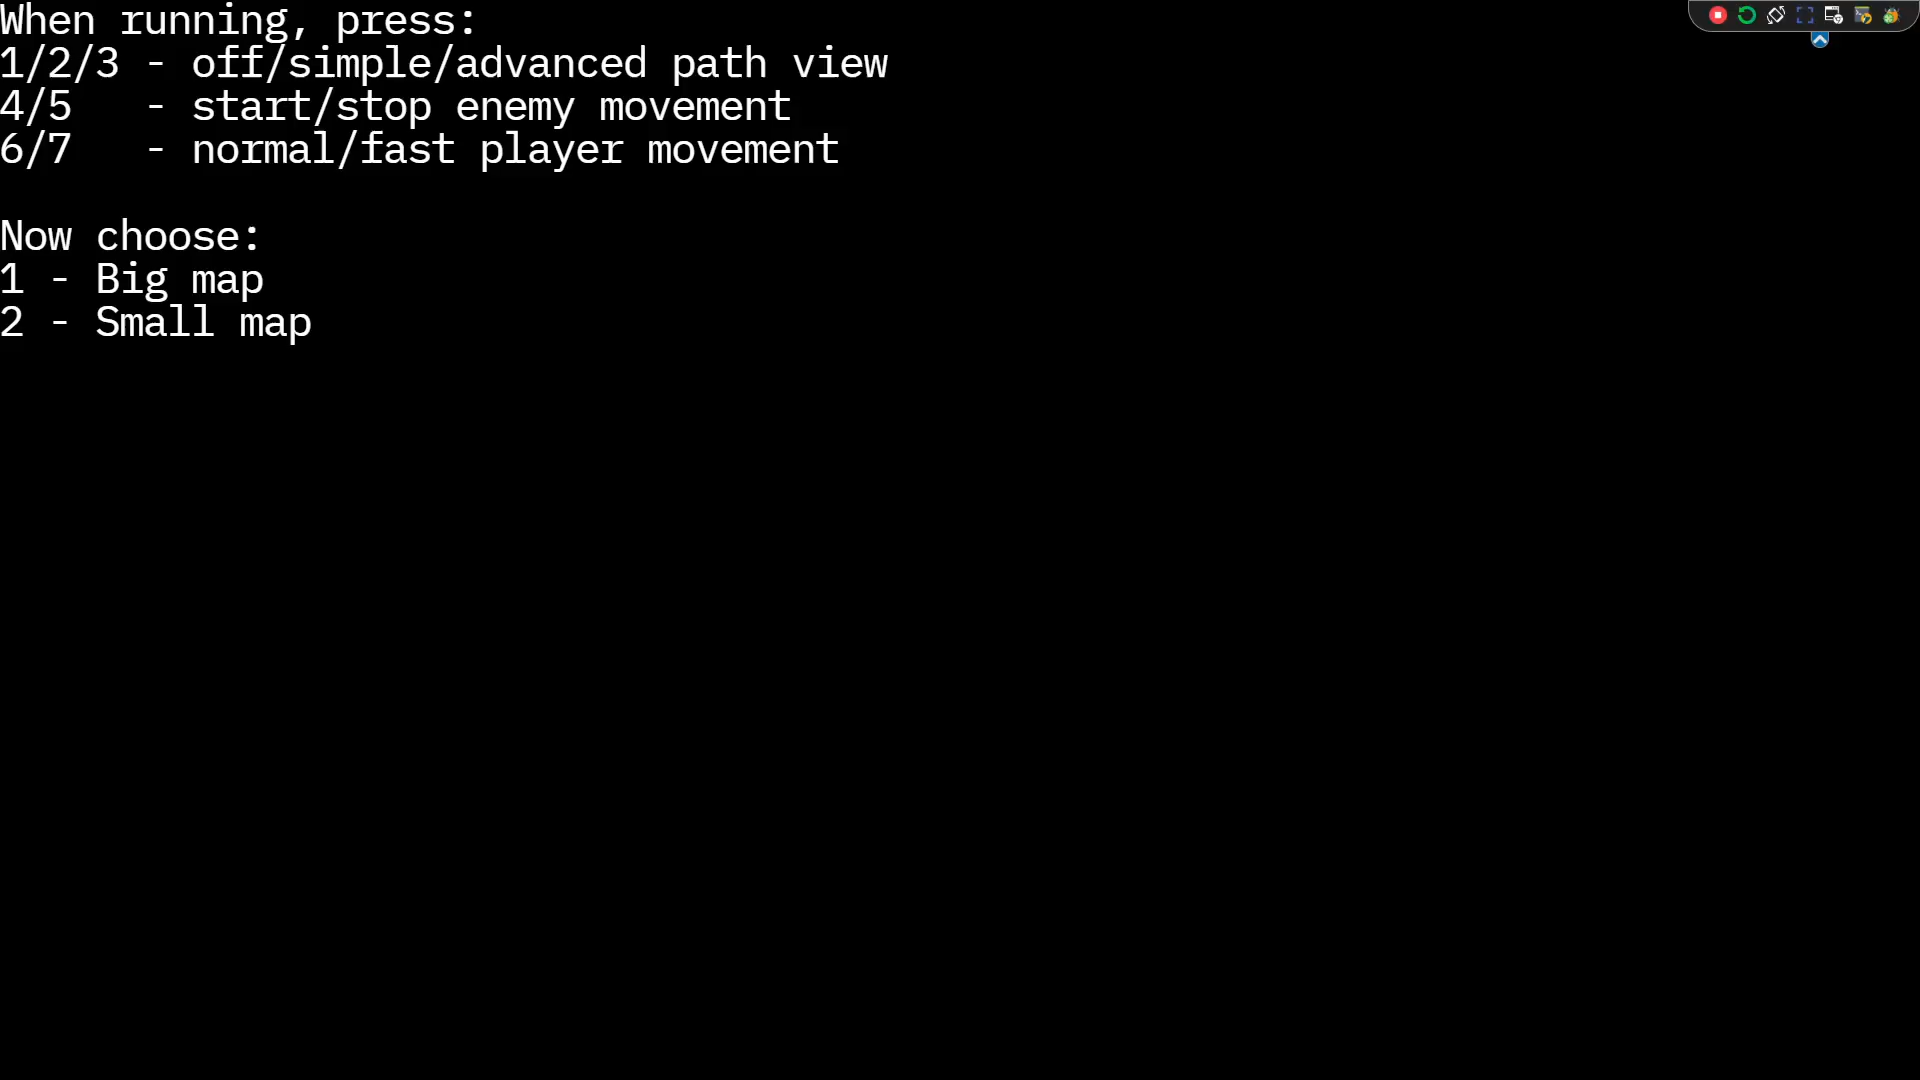 When running, press:
1/2/3 - off/simple/advanced path view
4/5   - start/stop enemy movement
6/7   - normal/fast player movement

Now choose:
1 - Big map
2 - Small map